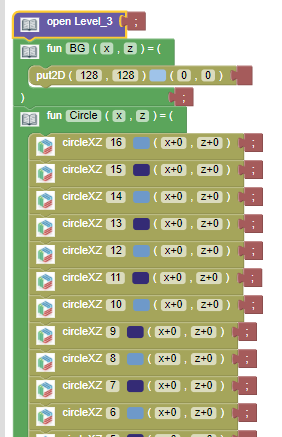 open Level_3 ;
fun BG ( x , z ) = (
put2D ( 128 , 128 ) ( 0 , 0 )
) ;
fun Circle ( x , z ) = (
circleXZ 16 ( x+0 , z+0 ) ;
circleXZ 15 ( x+0 , z+0 ) ;
circleXZ 14 ( x+0 , z+0 ) ;
circleXZ 13 ( x+0 , z+0 ) ;
circleXZ 12 ( x+0 , z+0 ) ;
circleXZ 11 ( x+0 , z+0 ) ;
circleXZ 10 ( x+0 , z+0 ) ;
circleXZ 9 ( x+0 , z+0 ) ;
circleXZ 8 ( x+0 , z+0 ) ;
circleXZ 7 ( x+0 , z+0 ) ;
circleXZ 6 ( x+0 , z+0 ) ;